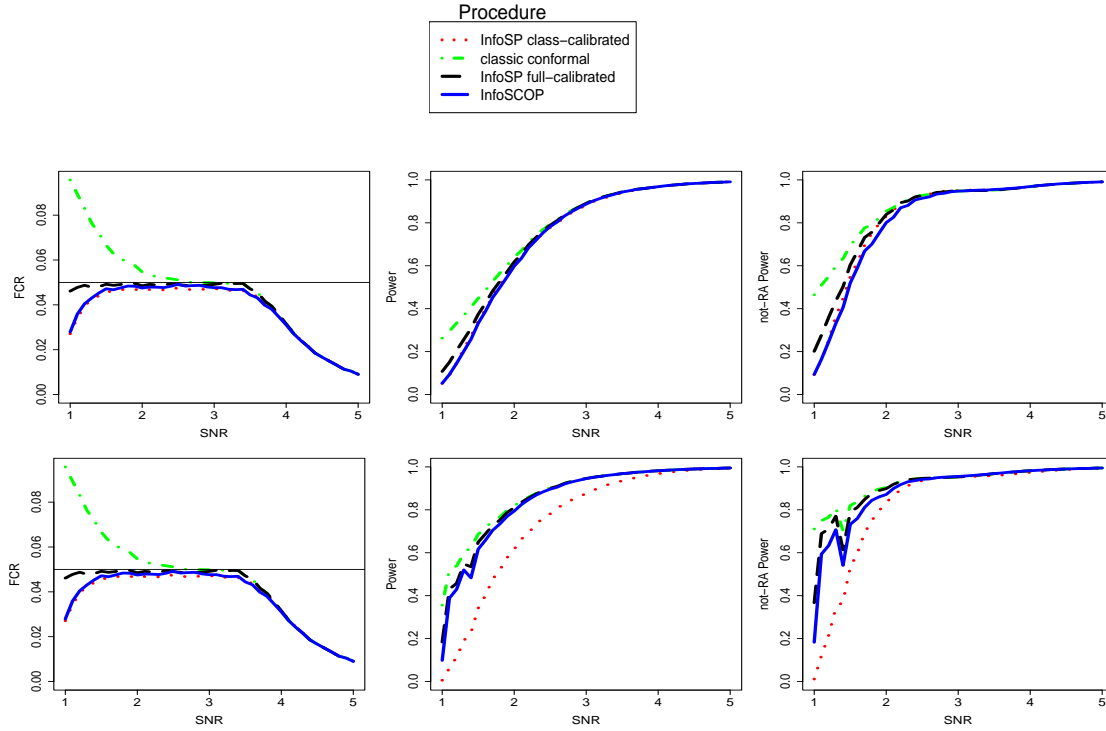 Procedure
InfoSP class-calibrated
classic conformal
InfoSP full-calibrated
InfoSCOP
FCR
0.00 0.02 0.04 0.06 0.08
1 2 3 4 5
SNR
Power
0.0 0.2 0.4 0.6 0.8 1.0
1 2 3 4 5
SNR
not-RA Power
0.0 0.2 0.4 0.6 0.8 1.0
1 2 3 4 5
SNR
FCR
0.00 0.02 0.04 0.06 0.08
1 2 3 4 5
SNR
Power
0.0 0.2 0.4 0.6 0.8 1.0
1 2 3 4 5
SNR
not-RA Power
0.0 0.2 0.4 0.6 0.8 1.0
1 2 3 4 5
SNR